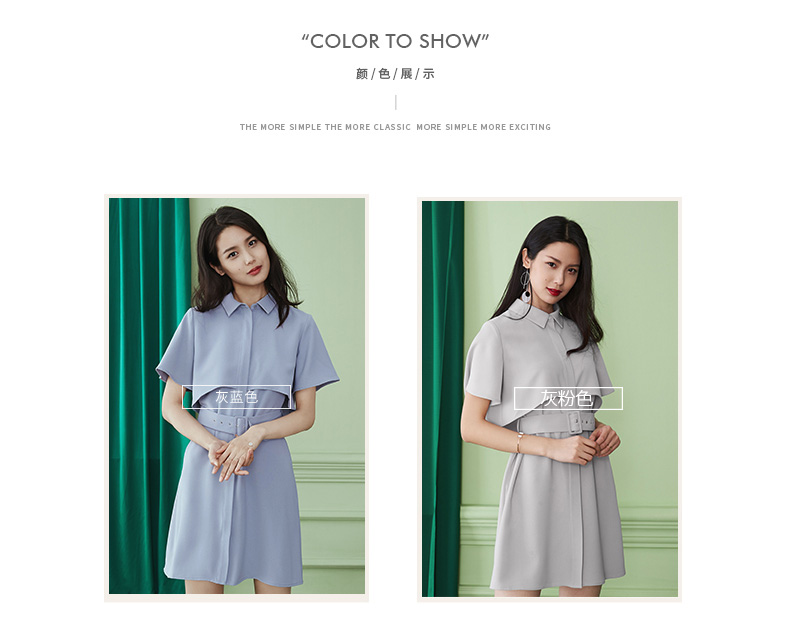 “COLOR TO SHOW”
颜/色/展/示
THE MORE SIMPLE THE MORE CLASSIC MORE SIMPLE MORE EXCITING
灰蓝色
灰粉色